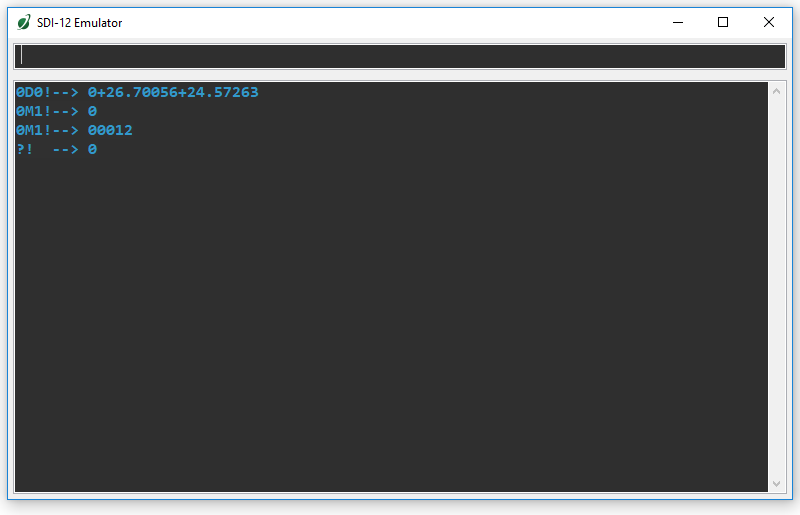 SDI-12 Emulator
0D0!--> 0+26.70056+24.57263
0M1!--> 0
0M1!--> 00012
?!  --> 0